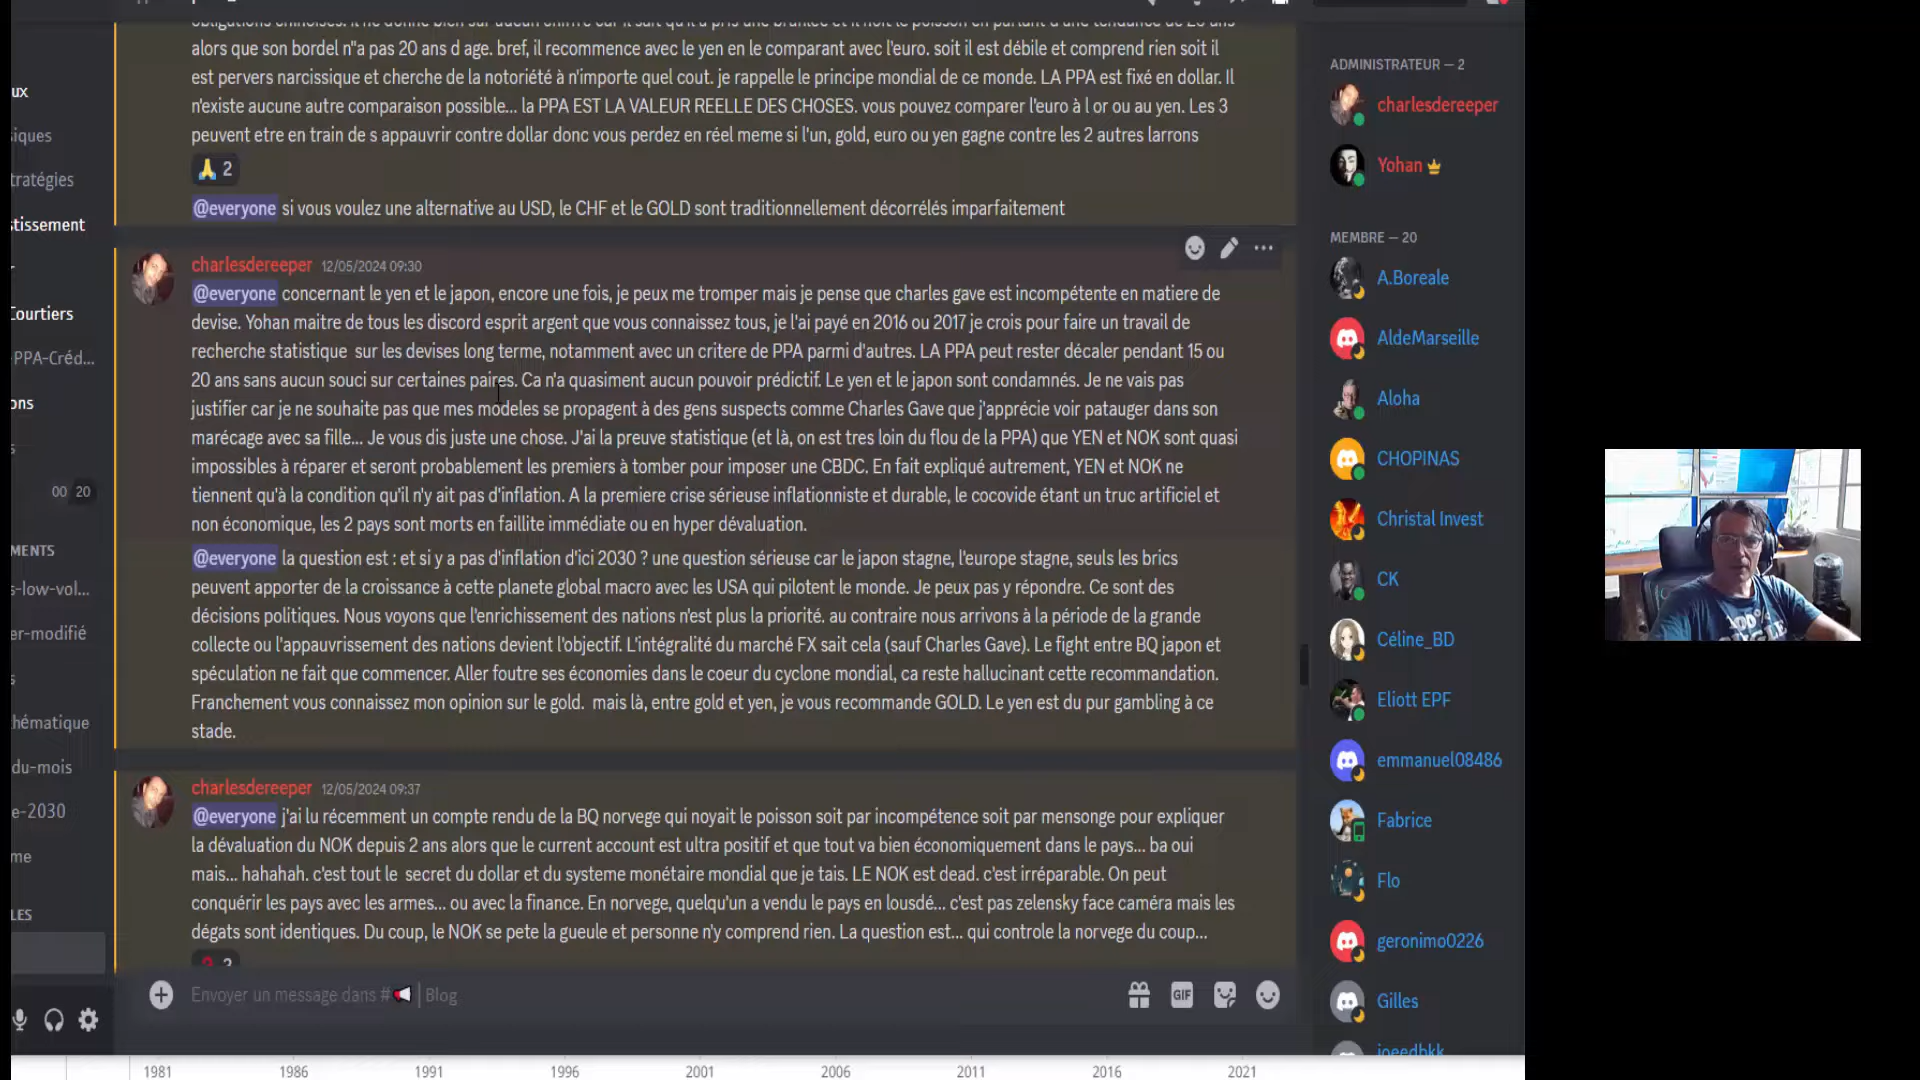 alors que son bordel n"a pas 20 ans d age. bref, il recommence avec le yen en le comparant avec l'euro. soit il est débile et comprend rien soit il
est pervers narcissique et cherche de la notoriété à n'importe quel cout. je rappelle le principe mondial de ce monde. LA PPA est fixé en dollar. Il
n'existe aucune autre comparaison possible... la PPA EST LA VALEUR REELLE DES CHOSES. vous pouvez comparer l'euro à l or ou au yen. Les 3
peuvent etre en train de s appauvrir contre dollar donc vous perdez en réel meme si l'un, gold, euro ou yen gagne contre les 2 autres larrons
2
@everyone si vous voulez une alternative au USD, le CHF et le GOLD sont traditionnellement décorrélés imparfaitement
charlesdereeper 12/05/2024 09:30
@everyone concernant le yen et le japon, encore une fois, je peux me tromper mais je pense que charles gave est incompétente en matiere de
devise. Yohan maitre de tous les discord esprit argent que vous connaissez tous, je l'ai payé en 2016 ou 2017 je crois pour faire un travail de
recherche statistique sur les devises long terme, notamment avec un critere de PPA parmi d'autres. LA PPA peut rester décaler pendant 15 ou
20 ans sans aucun souci sur certaines paires. Ca n'a quasiment aucun pouvoir prédictif. Le yen et le japon sont condamnés. Je ne vais pas
justifier car je ne souhaite pas que mes modeles se propagent à des gens suspects comme Charles Gave que j'apprécie voir patauger dans son
marécage avec sa fille... Je vous dis juste une chose. J'ai la preuve statistique (et là, on est tres loin du flou de la PPA) que YEN et NOK sont quasi
impossibles à réparer et seront probablement les premiers à tomber pour imposer une CBDC. En fait expliqué autrement, YEN et NOK ne
tiennent qu'à la condition qu'il n'y ait pas d'inflation. A la premiere crise sérieuse inflationniste et durable, le cocovide étant un truc artificiel et
non économique, les 2 pays sont morts en faillite immédiate ou en hyper dévaluation.
@everyone la question est : et si y a pas d'inflation d'ici 2030 ? une question sérieuse car le japon stagne, l'europe stagne, seuls les brics
peuvent apporter de la croissance à cette planete global macro avec les USA qui pilotent le monde. Je peux pas y répondre. Ce sont des
décisions politiques. Nous voyons que l'enrichissement des nations n'est plus la priorité. au contraire nous arrivons à la période de la grande
collecte ou l'appauvrissement des nations devient l'objectif. L'intégralité du marché FX sait cela (sauf Charles Gave). Le fight entre BQ japon et
spéculation ne fait que commencer. Aller foutre ses économies dans le coeur du cyclone mondial, ca reste hallucinant cette recommandation.
Franchement vous connaissez mon opinion sur le gold. mais là, entre gold et yen, je vous recommande GOLD. Le yen est du pur gambling à ce
stade.
charlesdereeper 12/05/2024 09:37
@everyone j'ai lu récemment un compte rendu de la BQ norvege qui noyait le poisson soit par incompétence soit par mensonge pour expliquer
la dévaluation du NOK depuis 2 ans alors que le current account est ultra positif et que tout va bien économiquement dans le pays... ba oui
mais... hahahah. c'est tout le secret du dollar et du systeme monétaire mondial que je tais. LE NOK est dead. c'est irréparable. On peut
conquérir les pays avec les armes... ou avec la finance. En norvege, quelqu'un a vendu le pays en lousdé... c'est pas zelensky face caméra mais les
dégats sont identiques. Du coup, le NOK se pete la gueule et personne n'y comprend rien. La question est... qui controle la norvege du coup...
Envoyer un message dans # | Blog
GIF
ux
siques
tratégies
stissement
r
Courtiers
PPA-Créd...
ons
s
00 20
MENTS
s-low-vol...
er-modifié
s
thématique
du-mois
e-2030
me
LES
ADMINISTRATEUR — 2
charlesdereeper
Yohan
MEMBRE — 20
A.Boreale
AldeMarseille
Aloha
CHOPINAS
Christal Invest
CK
Céline_BD
Eliott EPF
emmanuel08486
Fabrice
Flo
geronimo0226
Gilles
joeedbkk
1981 1986 1991 1996 2001 2006 2011 2016 2021